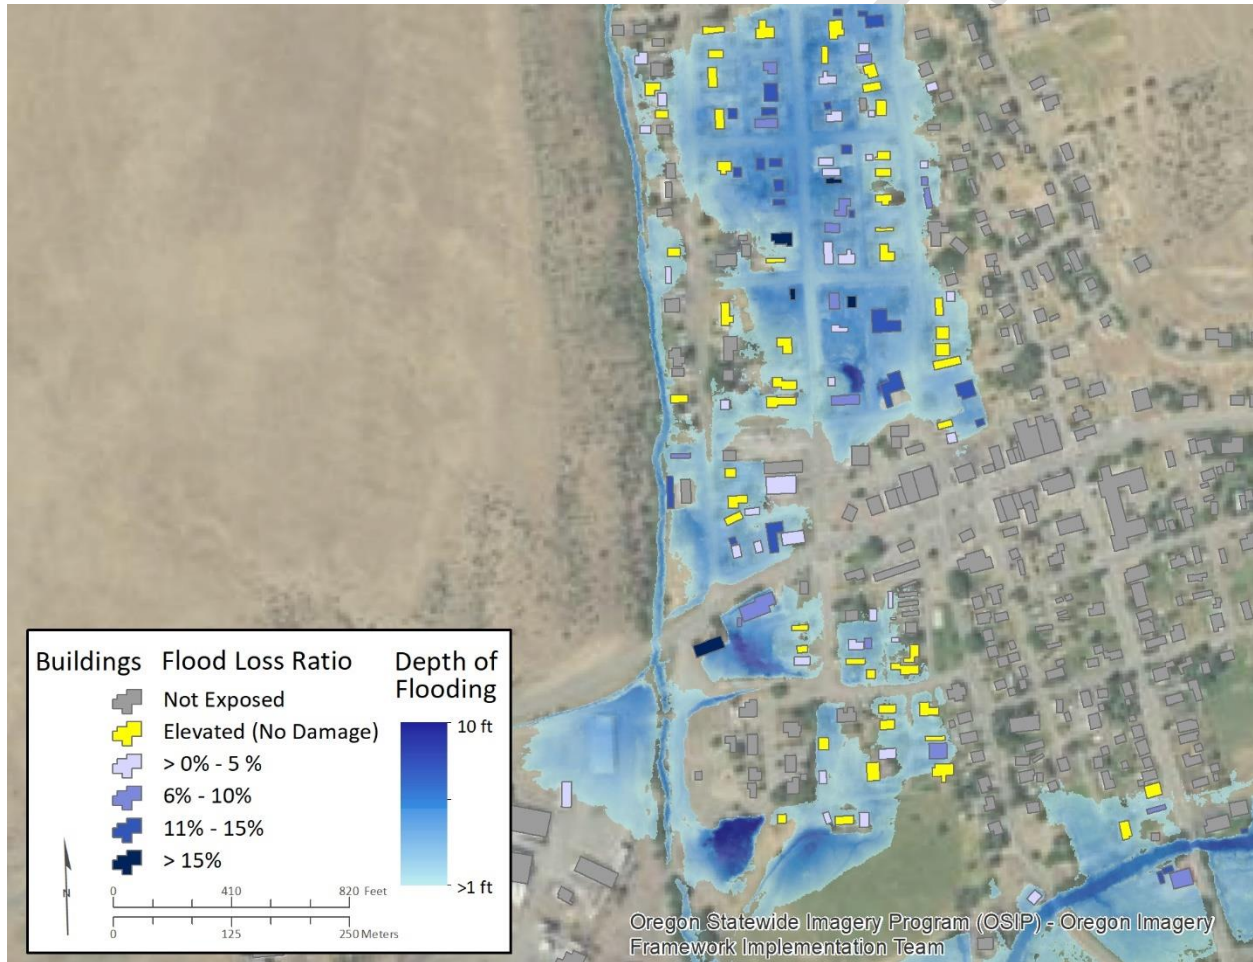 Buildings Flood Loss Ratio Depth of Flooding
Not Exposed
Elevated (No Damage)
> 0% - 5 %
6% - 10%
11% - 15%
> 15%
10 ft
>1 ft
N
0 410 820 Feet
0 125 250 Meters
Oregon Statewide Imagery Program (OSIP) - Oregon Imagery
Framework Implementation Team